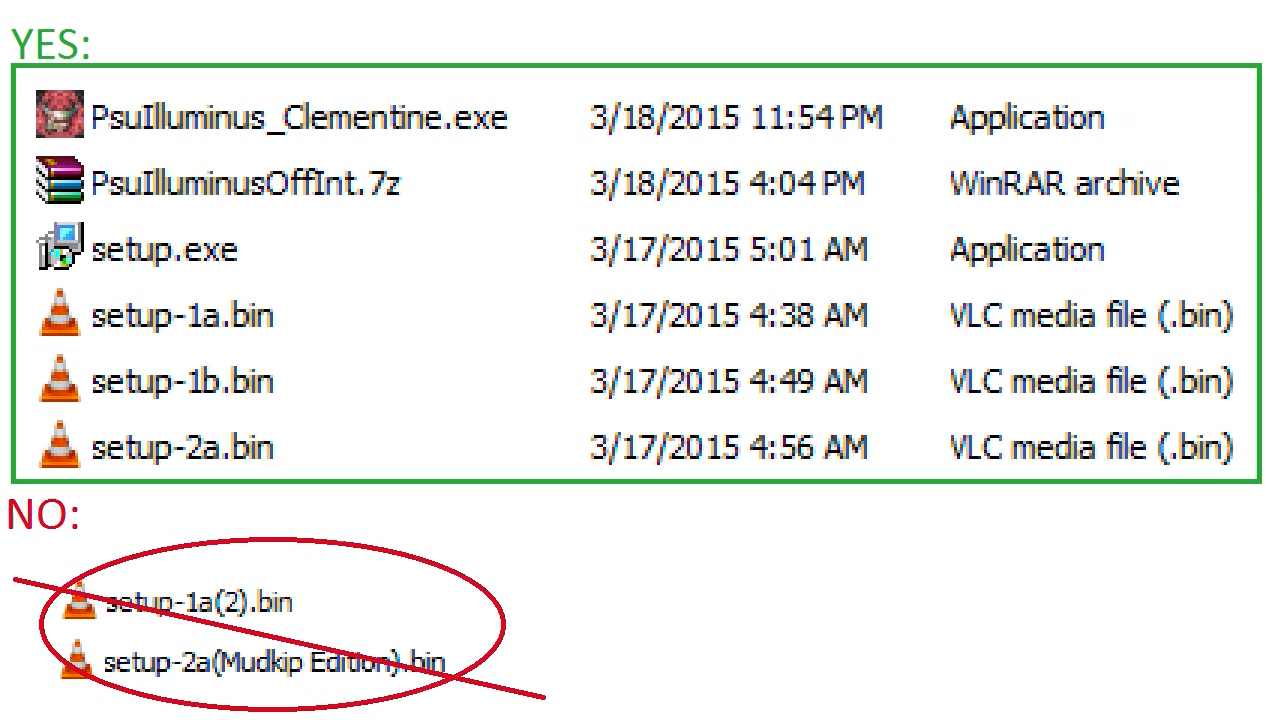 YES:
PsuIlluminus_Clementine.exe 3/18/2015 11:54 PM Application
PsuIlluminusOffInt.7z 3/18/2015 4:04 PM WinRAR archive
setup.exe 3/17/2015 5:01 AM Application
setup-1a.bin 3/17/2015 4:38 AM VLC media file (.bin)
setup-1b.bin 3/17/2015 4:49 AM VLC media file (.bin)
setup-2a.bin 3/17/2015 4:56 AM VLC media file (.bin)
NO:
setup-1a(2).bin
setup-2a(Mudkip Edition).bin